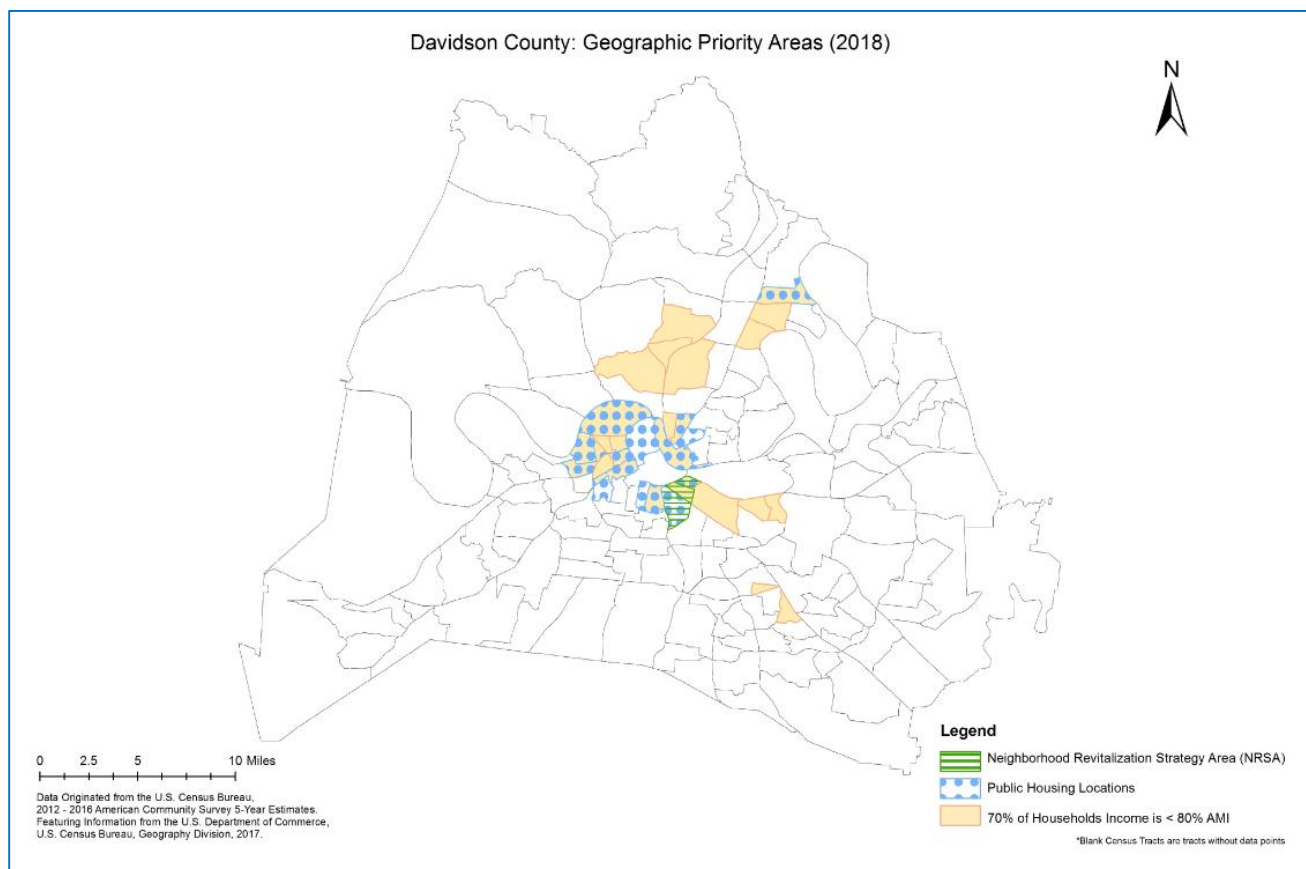 Davidson County: Geographic Priority Areas (2018)
N
Legend
Neighborhood Revitalization Strategy Area (NRSA)
Public Housing Locations
70% of Households Income is < 80% AMI
*Blank Census Tracts are tracts without data points
0 2.5 5 10 Miles
Data Originated from the U.S. Census Bureau,
2012 - 2016 American Community Survey 5-Year Estimates.
Featuring Information from the U.S. Department of Commerce,
U.S. Census Bureau, Geography Division, 2017.